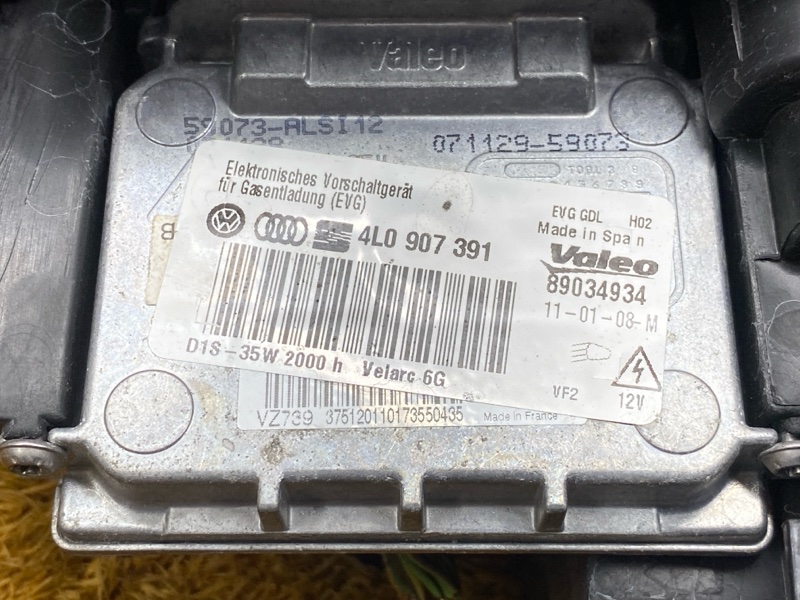 Valeo
59073-ALSI12
071129-59073
Elektronisches Vorschaltgerät
für Gasentladung (EVG)
4L0 907 391
EVG GDL H02
Made in Spain
Valeo
89034934
11-01-08-M
D1S-35W 2000 h Velarc 6G
VF2 12V
VZ739 375120110173550435 Made in France